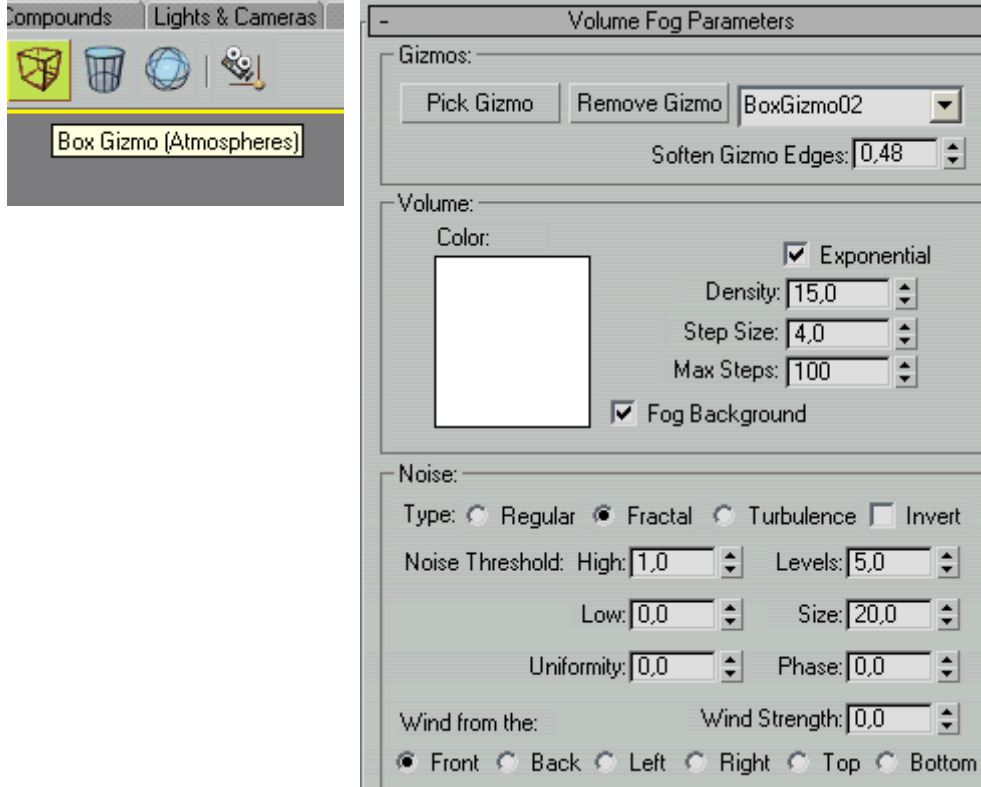 Compounds Lights & Cameras
Box Gizmo (Atmospheres)
- Volume Fog Parameters
Gizmos:
Pick Gizmo Remove Gizmo BoxGizmo02
Soften Gizmo Edges: 0,48
Volume:
Color:
Exponential
Density: 15,0
Step Size: 4,0
Max Steps: 100
Fog Background
Noise:
Type: Regular Fractal Turbulence Invert
Noise Threshold: High: 1,0 Levels: 5,0
Low: 0,0 Size: 20,0
Uniformity: 0,0 Phase: 0,0
Wind from the: Wind Strength: 0,0
Front Back Left Right Top Bottom